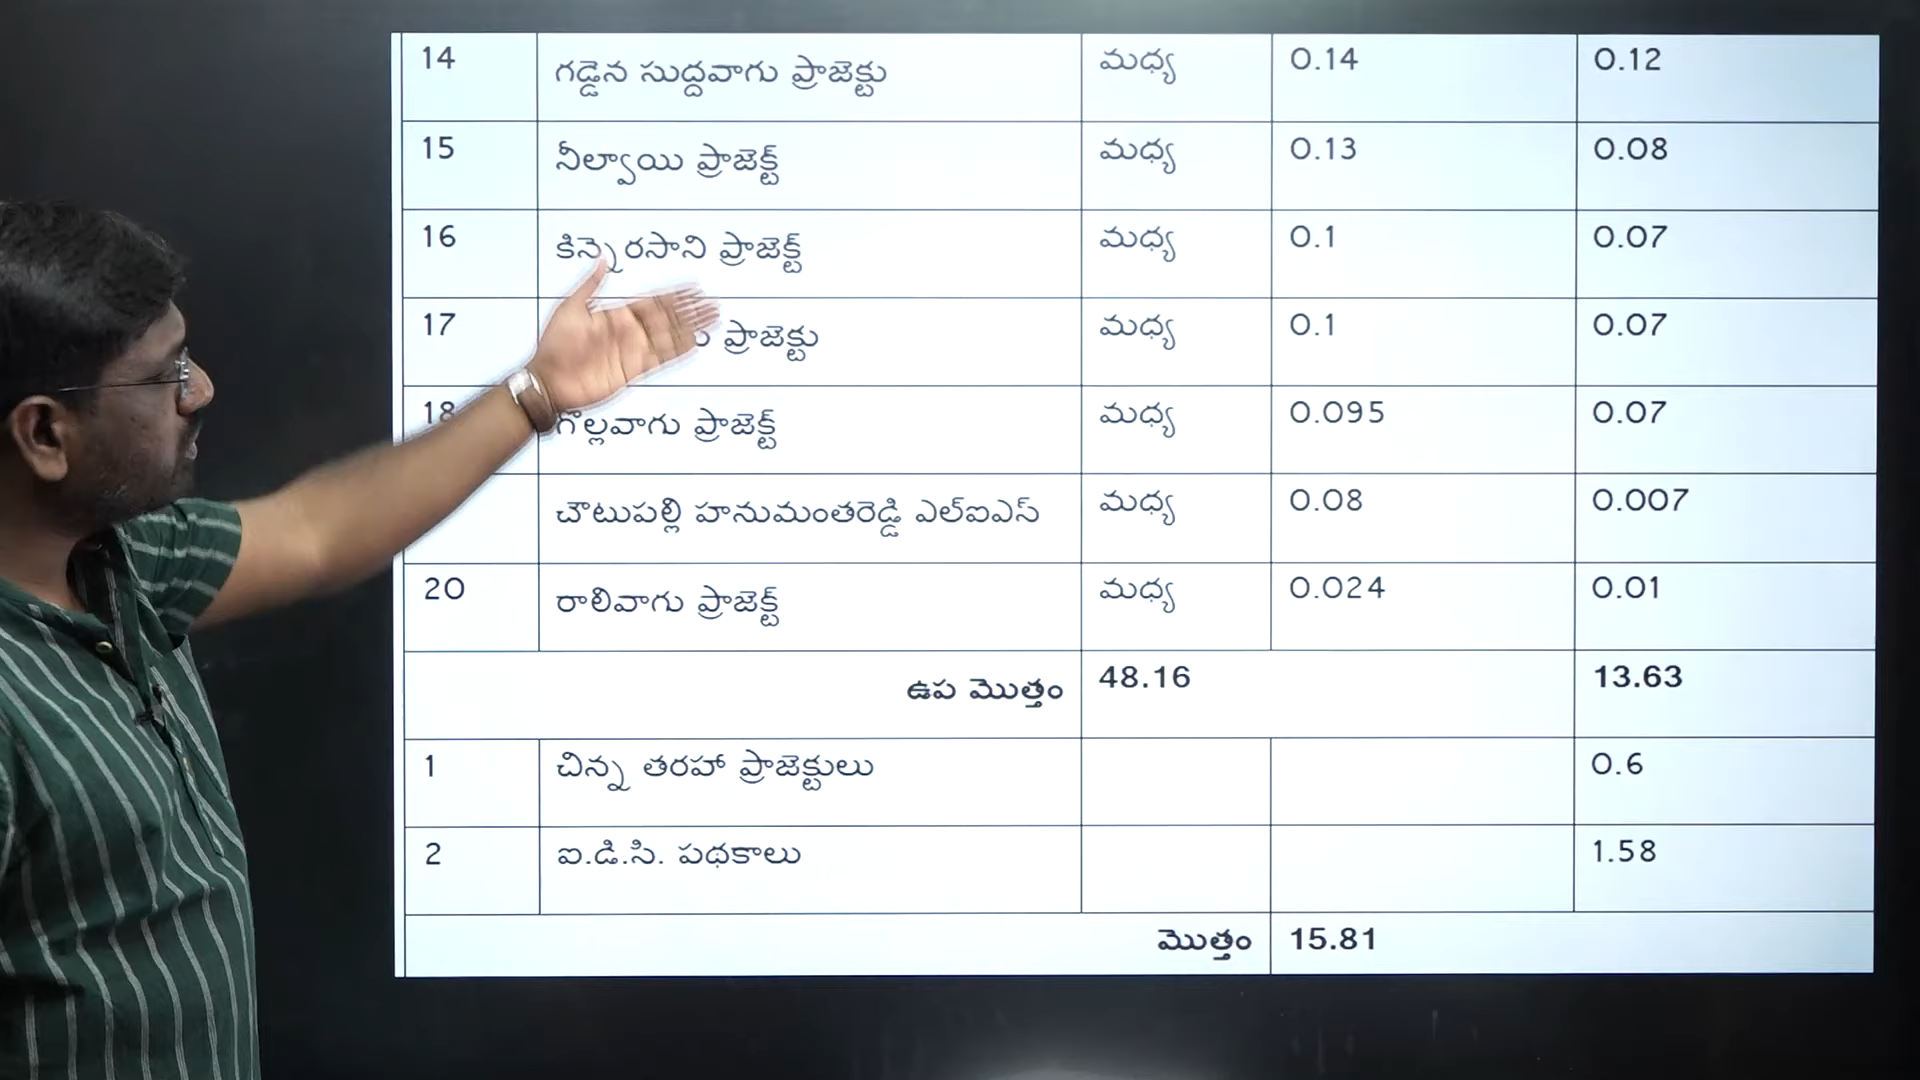 14 గడ్డెన సుద్దవాగు ప్రాజెక్టు మధ్య 0.14 0.12
15 నీల్వాయి ప్రాజెక్ట్ మధ్య 0.13 0.08
16 కిన్నెరసాని ప్రాజెక్ట్ మధ్య 0.1 0.07
17 ప్రాజెక్టు మధ్య 0.1 0.07
18 గొల్లవాగు ప్రాజెక్ట్ మధ్య 0.095 0.07
చౌటుపల్లి హనుమంతరెడ్డి ఎల్ఐఎస్ మధ్య 0.08 0.007
20 రాలివాగు ప్రాజెక్ట్ మధ్య 0.024 0.01
ఉప మొత్తం 48.16 13.63
1 చిన్న తరహా ప్రాజెక్టులు 0.6
2 ఐ.డి.సి. పథకాలు 1.58
మొత్తం 15.81